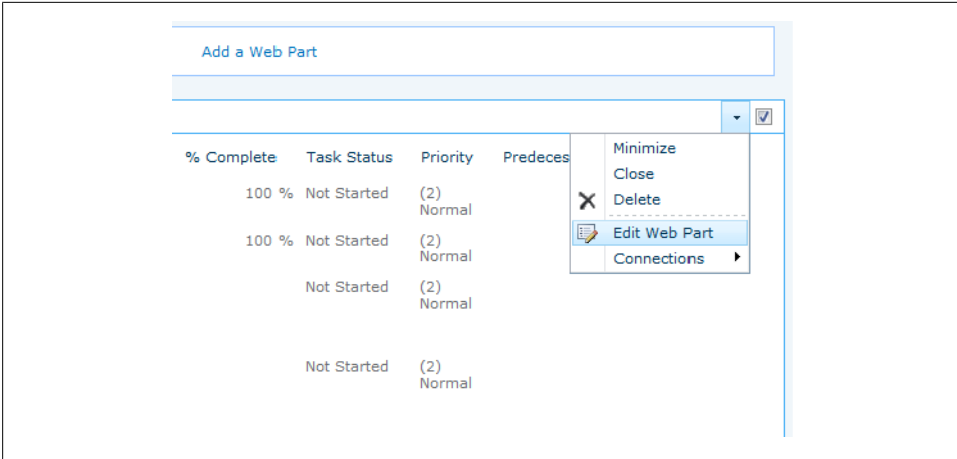 Add a Web Part
% Complete Task Status Priority Predeces
Minimize
Close
Delete
Edit Web Part
Connections
100 % Not Started (2)
Normal
100 % Not Started (2)
Normal
Not Started (2)
Normal
Not Started (2)
Normal